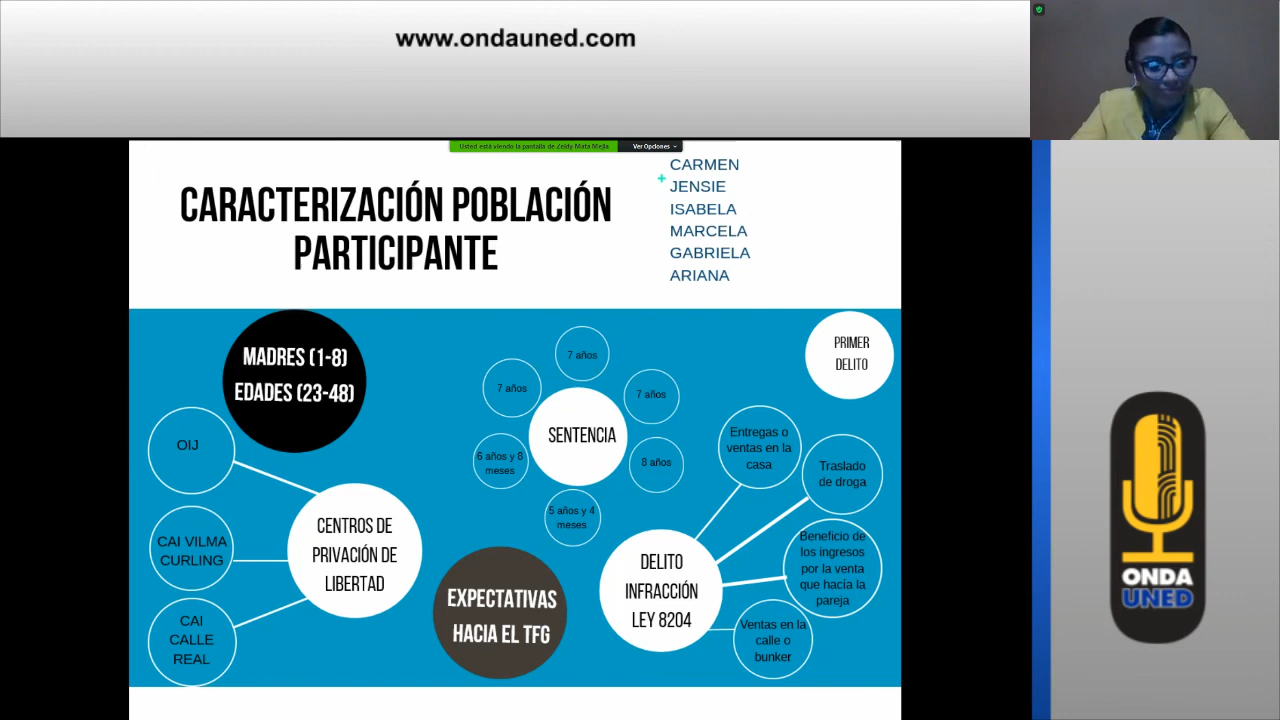 www.ondauned.com
Usted está viendo la pantalla de Zeidy Mata Mejia
Ver Opciones
CARACTERIZACIÓN POBLACIÓN
PARTICIPANTE
CARMEN
JENSIE
ISABELA
MARCELA
GABRIELA
ARIANA
MADRES (1-8)
EDADES (23-48)
OIJ
CAI VILMA
CURLING
CAI
CALLE
REAL
CENTROS DE
PRIVACIÓN DE
LIBERTAD
7 años
7 años
7 años
6 años y 8
meses
8 años
5 años y 4
meses
SENTENCIA
EXPECTATIVAS
HACIA EL TFG
PRIMER
DELITO
Entregas o
ventas en la
casa
Traslado
de droga
Beneficio de
los ingresos
por la venta
que hacía la
pareja
Ventas en la
calle o
bunker
DELITO
INFRACCIÓN
LEY 8204
ONDA
UNED